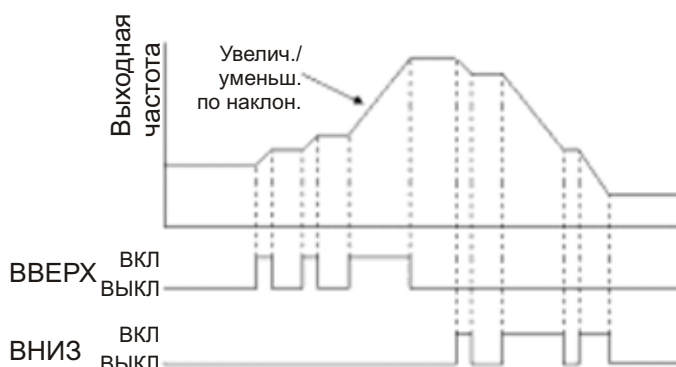 Выходная
частота
Увелич./
уменьш.
по наклон.
ВВЕРХ
ВКЛ
ВЫКЛ
ВНИЗ
ВКЛ
ВЫКЛ